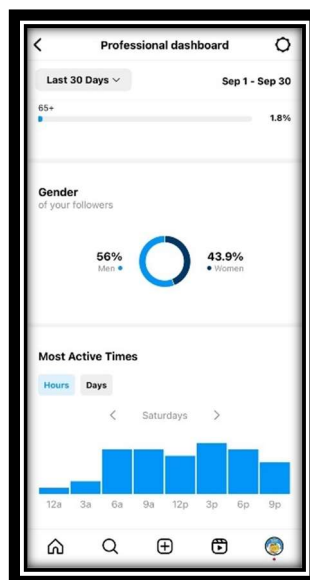 Professional dashboard
Last 30 Days
Sep 1 - Sep 30
65+
1.8%
Gender
of your followers
56%
Men
43.9%
Women
Most Active Times
Hours
Days
Saturdays
12a 3a 6a 9a 12p 3p 6p 9p